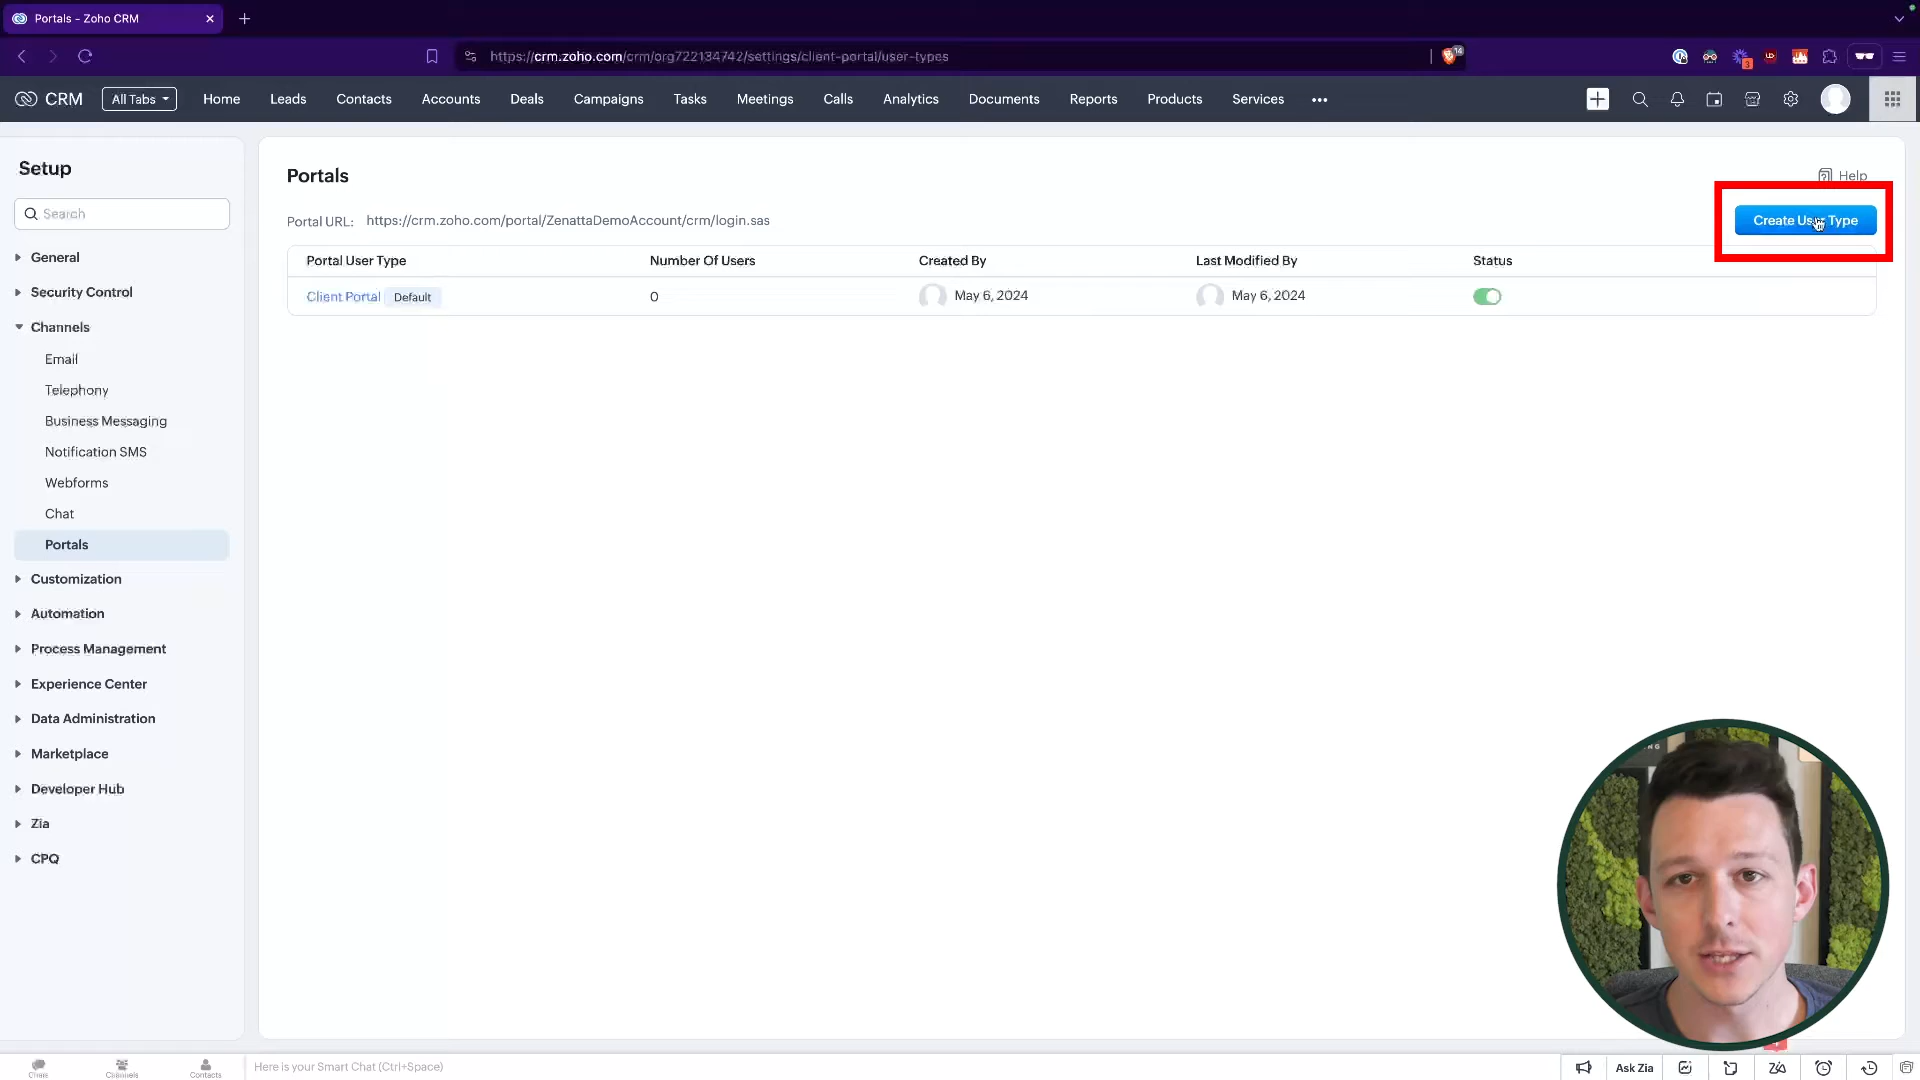 Portals - Zoho CRM
https://crm.zoho.com/crm/org722134742/settings/client-portal/user-types
14
3
CRM
All Tabs
Home
Leads
Contacts
Accounts
Deals
Campaigns
Tasks
Meetings
Calls
Analytics
Documents
Reports
Products
Services
Setup
Search
General
Security Control
Channels
Email
Telephony
Business Messaging
Notification SMS
Webforms
Chat
Portals
Customization
Automation
Process Management
Experience Center
Data Administration
Marketplace
Developer Hub
Zia
CPQ
Portals
Help
Portal URL: https://crm.zoho.com/portal/ZenattaDemoAccount/crm/login.sas
Create User Type
Portal User Type Number Of Users Created By Last Modified By Status
Client Portal Default 0 May 6, 2024 May 6, 2024
Chats
Channels
Contacts
Here is your Smart Chat (Ctrl+Space)
Ask Zia